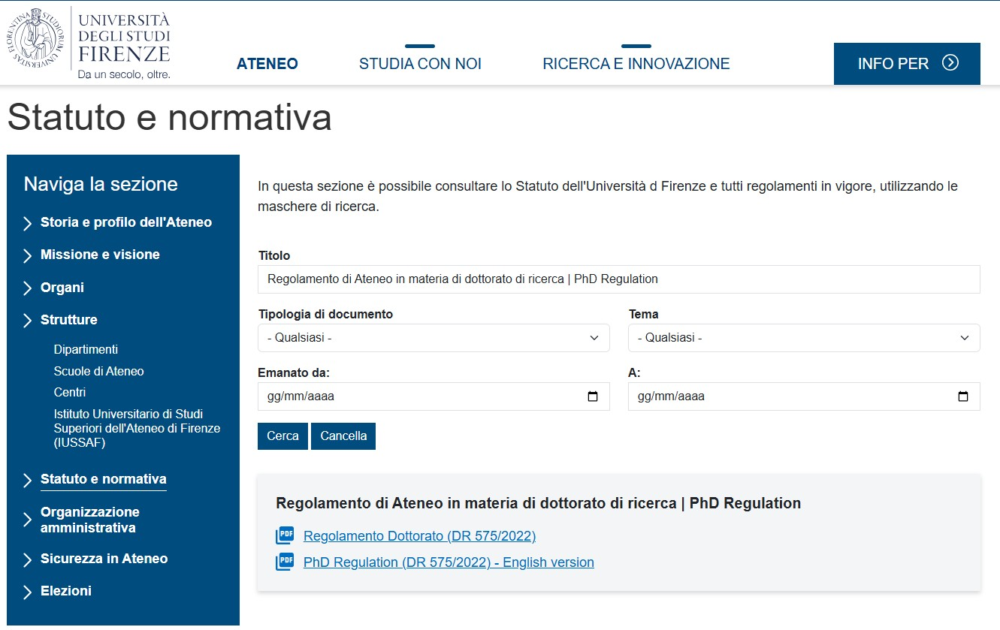 FLORENTINA STUDIORUM UNIVERSITAS
UNIVERSITÀ
DEGLI STUDI
FIRENZE
Da un secolo, oltre.
ATENEO
STUDIA CON NOI
RICERCA E INNOVAZIONE
INFO PER
Statuto e normativa
Naviga la sezione
Storia e profilo dell'Ateneo
Missione e visione
Organi
Strutture
Dipartimenti
Scuole di Ateneo
Centri
Istituto Universitario di Studi
Superiori dell'Ateneo di Firenze
(IUSSAF)
Statuto e normativa
Organizzazione
amministrativa
Sicurezza in Ateneo
Elezioni
In questa sezione è possibile consultare lo Statuto dell'Università d Firenze e tutti regolamenti in vigore, utilizzando le
maschere di ricerca.
Titolo
Regolamento di Ateneo in materia di dottorato di ricerca | PhD Regulation
Tipologia di documento
Tema
- Qualsiasi -
- Qualsiasi -
Emanato da:
A:
gg/mm/aaaa
gg/mm/aaaa
Cerca
Cancella
Regolamento di Ateneo in materia di dottorato di ricerca | PhD Regulation
PDF Regolamento Dottorato (DR 575/2022)
PDF PhD Regulation (DR 575/2022) - English version